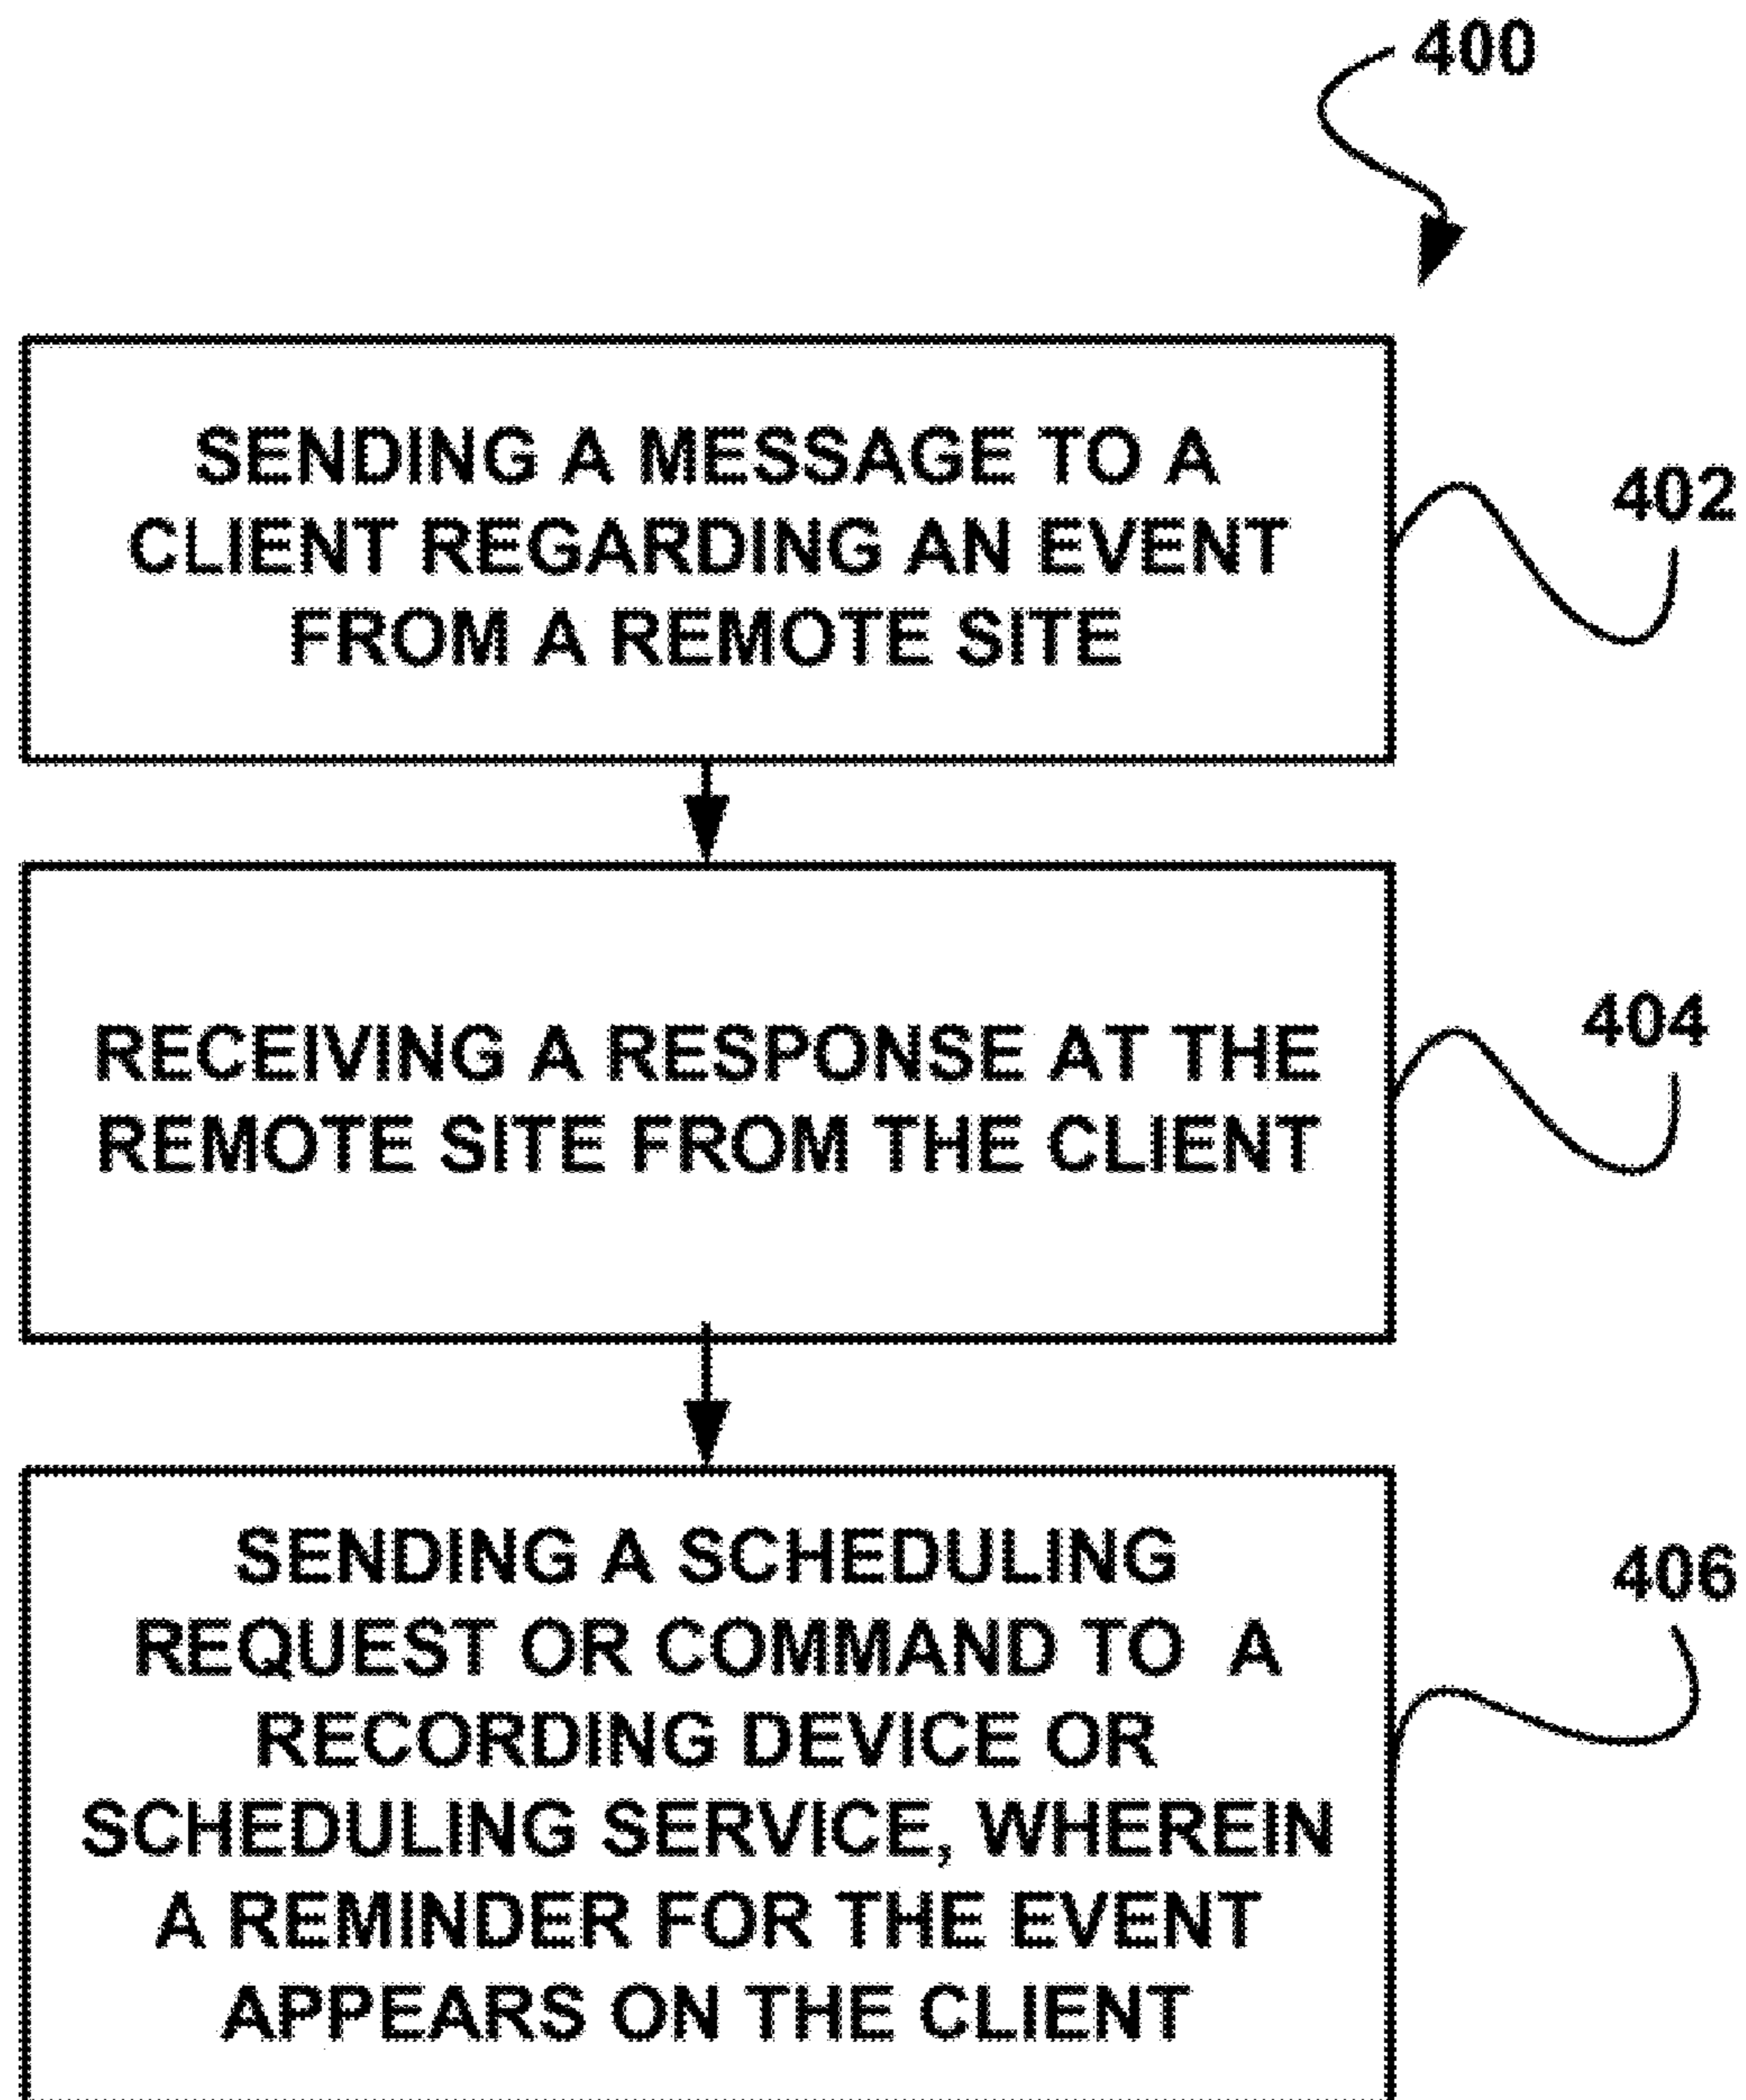 400
SENDING A MESSAGE TO A
CLIENT REGARDING AN EVENT
FROM A REMOTE SITE
402
RECEIVING A RESPONSE AT THE
REMOTE SITE FROM THE CLIENT
404
SENDING A SCHEDULING
REQUEST OR COMMAND TO A
RECORDING DEVICE OR
SCHEDULING SERVICE, WHEREIN
A REMINDER FOR THE EVENT
APPEARS ON THE CLIENT
406